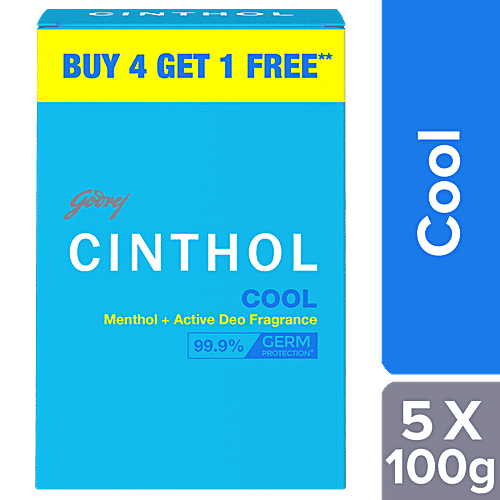 BUY 4 GET 1 FREE**
Godrej
CINTHOL
COOL
Menthol + Active Deo Fragrance
99.9% GERM
PROTECTION*
Cool
5 X
100g